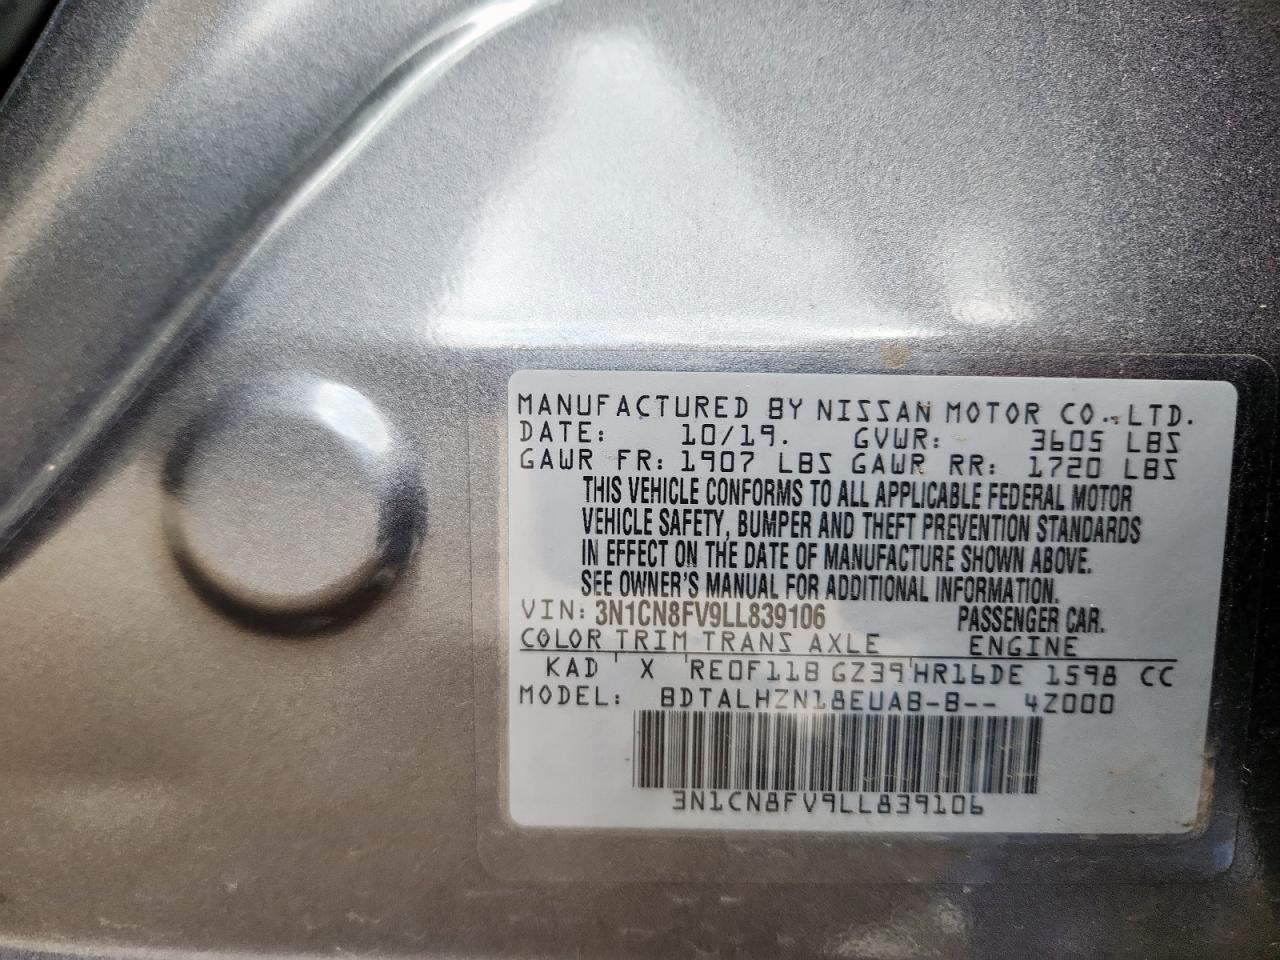 MANUFACTURED BY NISSAN MOTOR CO., LTD.
DATE: 10/19. GVWR: 3605 LBS
GAWR FR: 1907 LBS GAWR RR: 1720 LBS
THIS VEHICLE CONFORMS TO ALL APPLICABLE FEDERAL MOTOR
VEHICLE SAFETY, BUMPER AND THEFT PREVENTION STANDARDS
IN EFFECT ON THE DATE OF MANUFACTURE SHOWN ABOVE.
SEE OWNER'S MANUAL FOR ADDITIONAL INFORMATION.
VIN: 3N1CN8FV9LL839106 PASSENGER CAR.
COLOR TRIM TRANS AXLE ENGINE
KAD ' X 'RE0F11B GZ39'HR16DE 1598 CC
MODEL: BDTALHZN18EUAB-B-- 4Z000
3N1CN8FV9LL839106